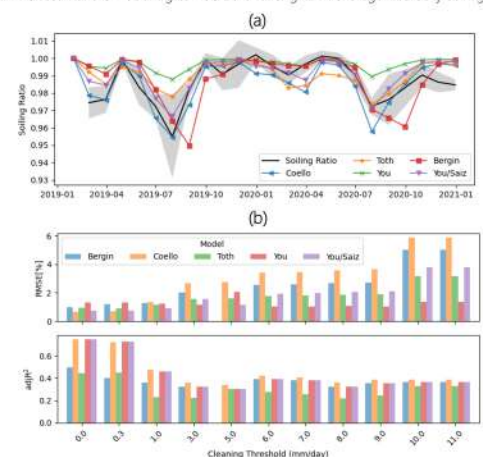 (a)
1.01
1.00
0.99
0.98
0.97
0.96
0.95
0.94
0.93
Soiling Ratio
Soiling Ratio
Coello
Toth
You
Bergin
You/Saiz
2019-01 2019-04 2019-07 2019-10 2020-01 2020-04 2020-07 2020-10 2021-01
(b)
Model
Bergin Coello Toth You You/Saiz
RMSE[%]
6
4
2
0
adjR²
0.6
0.4
0.2
0.0
0.0 0.3 1.0 3.0 5.0 6.0 7.0 8.0 9.0 10.0 11.0
Cleaning Threshold (mm/day)